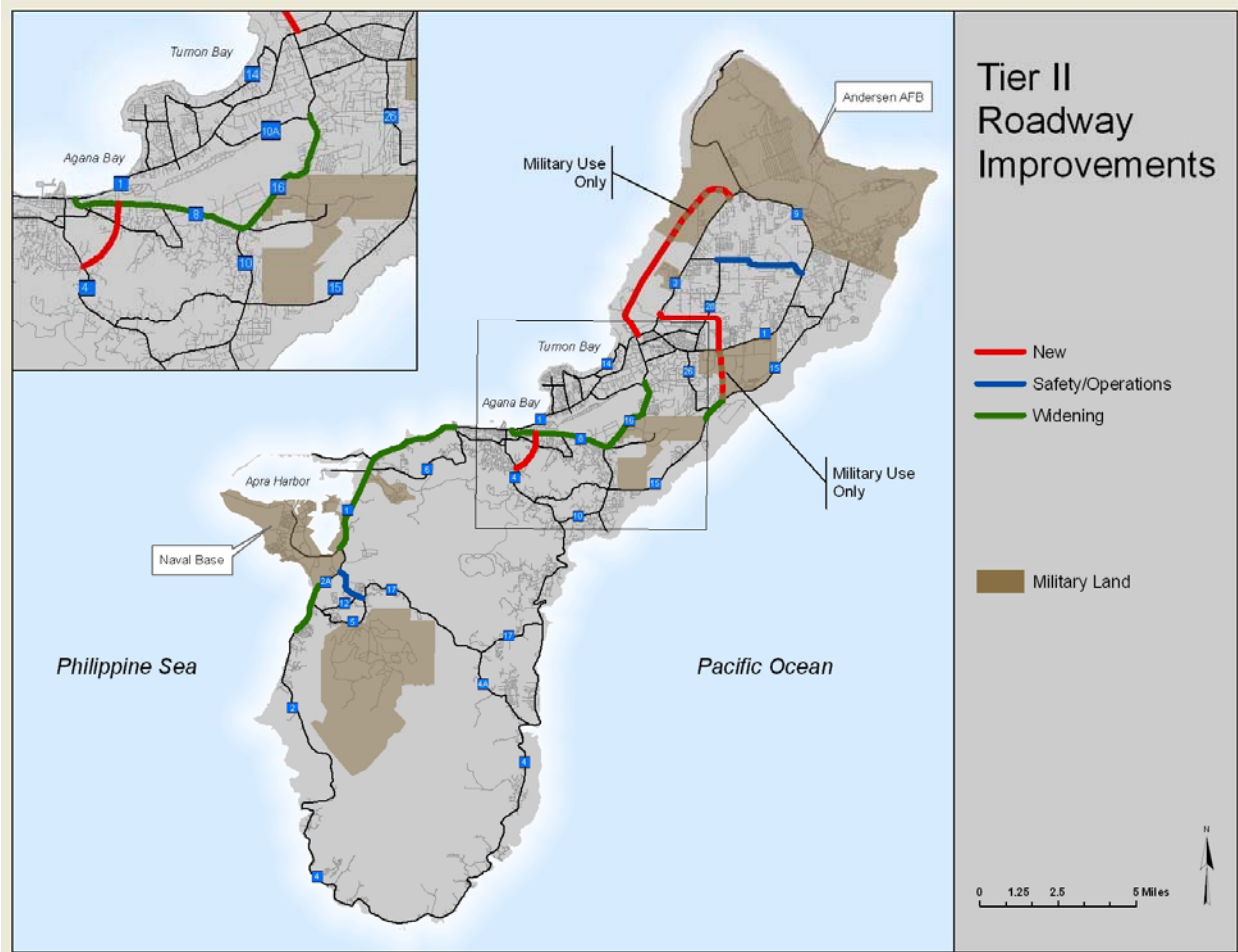 Tumon Bay
14
10A
26
Agana Bay
1
16
8
10
4
15
Andersen AFB
Military Use
Only
9
3
28
1
Tumon Bay
14
26
15
Agana Bay
1
16
8
4
6
15
10
Military Use
Only
Apra Harbor
1
Naval Base
2A
17
12
5
17
4A
2
4
4
Philippine Sea
Pacific Ocean
Tier II
Roadway
Improvements
New
Safety/Operations
Widening
Military Land
N
0 1.25 2.5 5 Miles